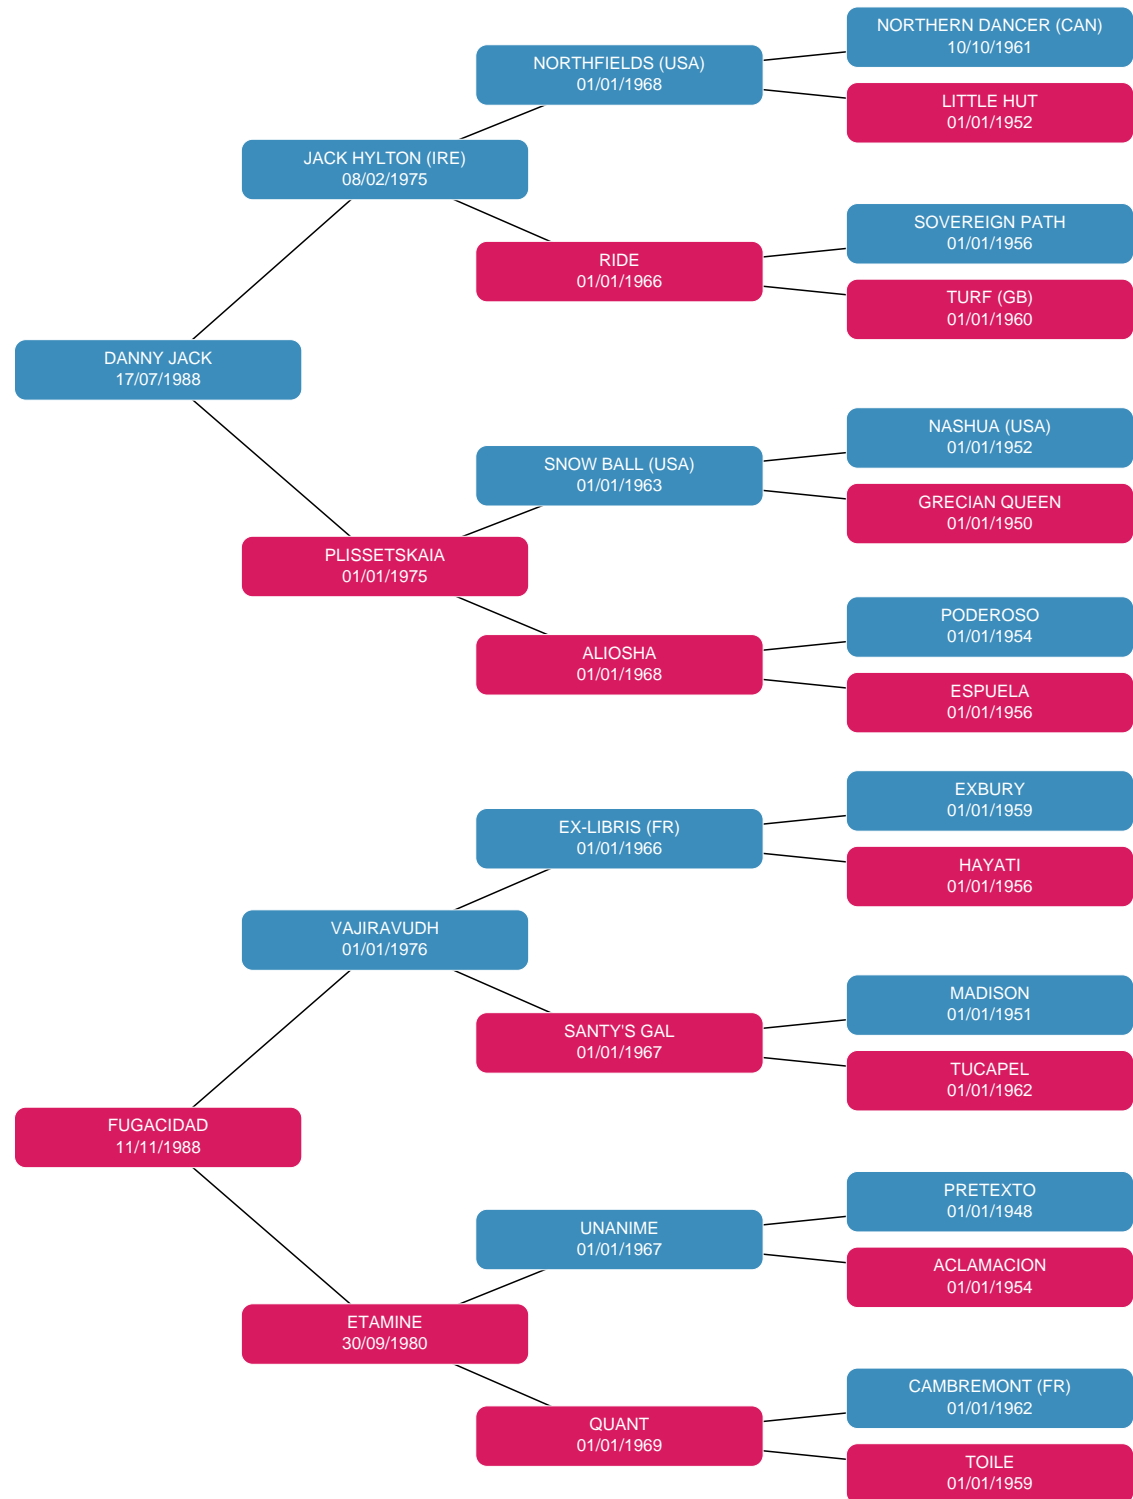 NORTHERN DANCER (CAN)
10/10/1961
NORTHFIELDS (USA)
01/01/1968
LITTLE HUT
01/01/1952
JACK HYLTON (IRE)
08/02/1975
SOVEREIGN PATH
01/01/1956
RIDE
01/01/1966
TURF (GB)
01/01/1960
DANNY JACK
17/07/1988
NASHUA (USA)
01/01/1952
SNOW BALL (USA)
01/01/1963
GRECIAN QUEEN
01/01/1950
PLISSETSKAIA
01/01/1975
PODEROSO
01/01/1954
ALIOSHA
01/01/1968
ESPUELA
01/01/1956
EXBURY
01/01/1959
EX-LIBRIS (FR)
01/01/1966
HAYATI
01/01/1956
VAJIRAVUDH
01/01/1976
MADISON
01/01/1951
SANTY'S GAL
01/01/1967
TUCAPEL
01/01/1962
FUGACIDAD
11/11/1988
PRETEXTO
01/01/1948
UNANIME
01/01/1967
ACLAMACION
01/01/1954
ETAMINE
30/09/1980
CAMBREMONT (FR)
01/01/1962
QUANT
01/01/1969
TOILE
01/01/1959